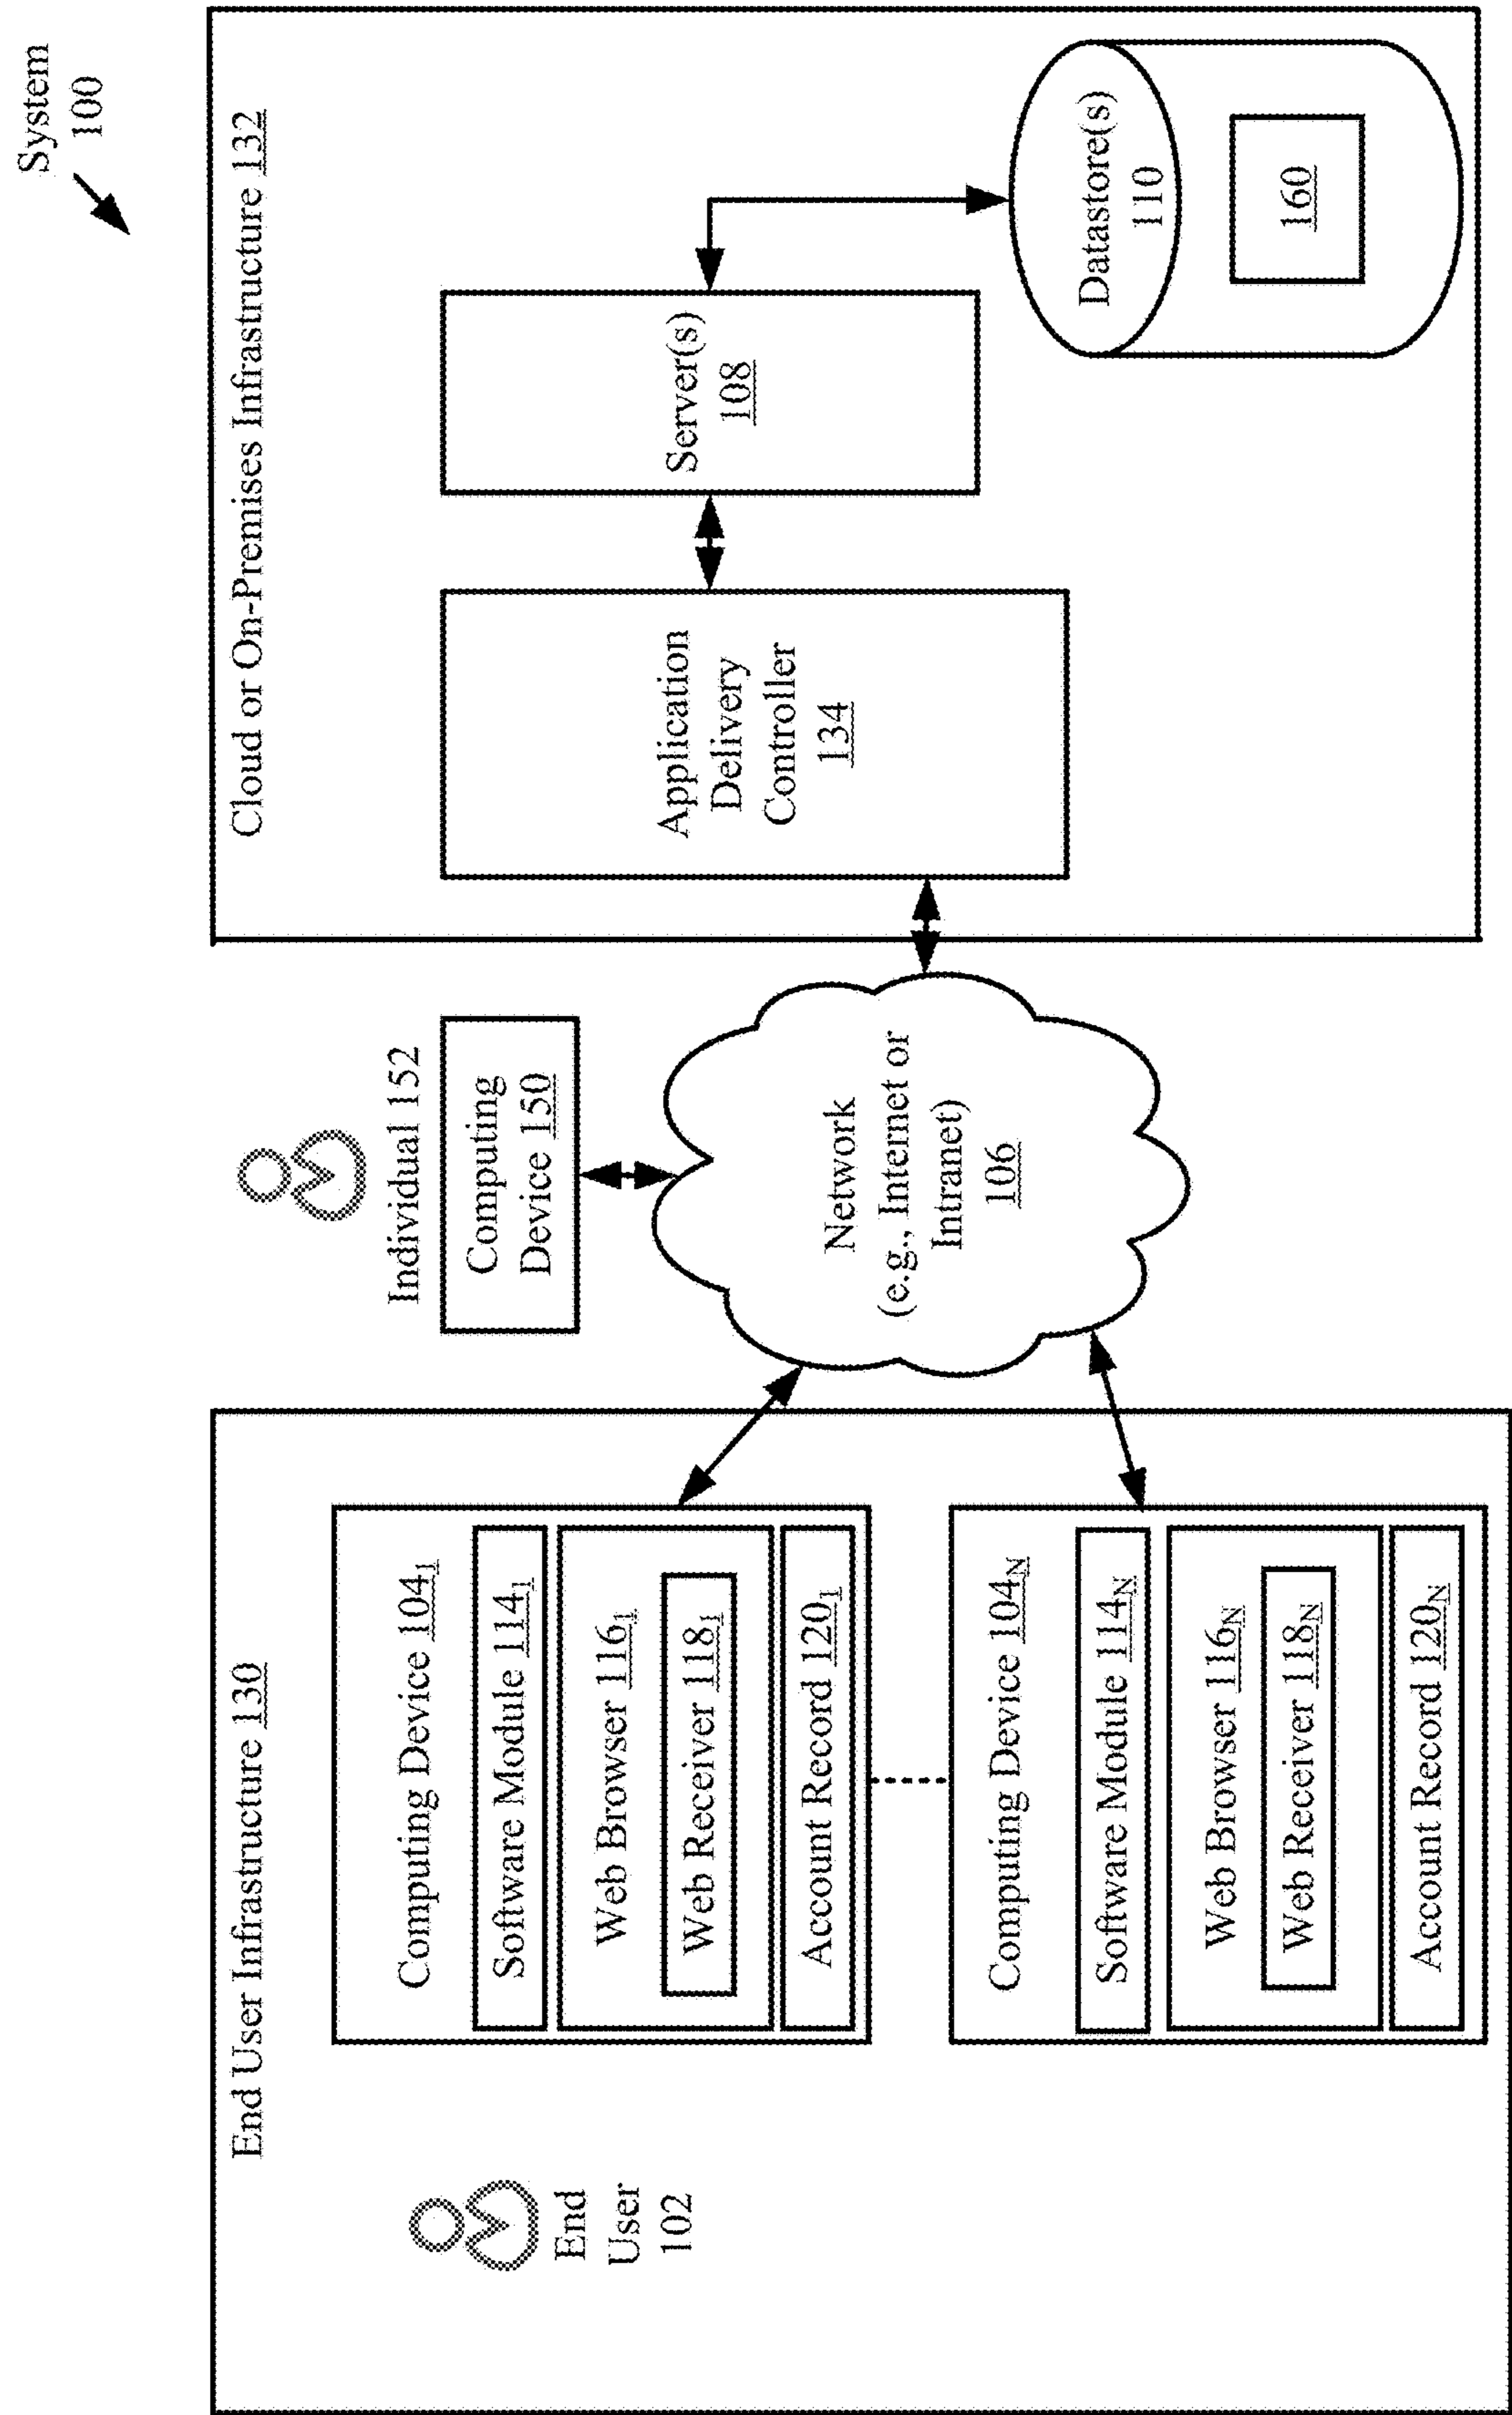 System
100
End User Infrastructure 130
End
User
102
Computing Device 104₁
Software Module 114₁
Web Browser 116₁
Web Receiver 118₁
Account Record 120₁
Computing Device 104N
Software Module 114N
Web Browser 116N
Web Receiver 118N
Account Record 120N
Individual 152
Computing
Device 150
Network
(e.g., Internet or
Intranet)
106
Cloud or On-Premises Infrastructure 132
Application
Delivery
Controller
134
Server(s)
108
Datastore(s)
110
160